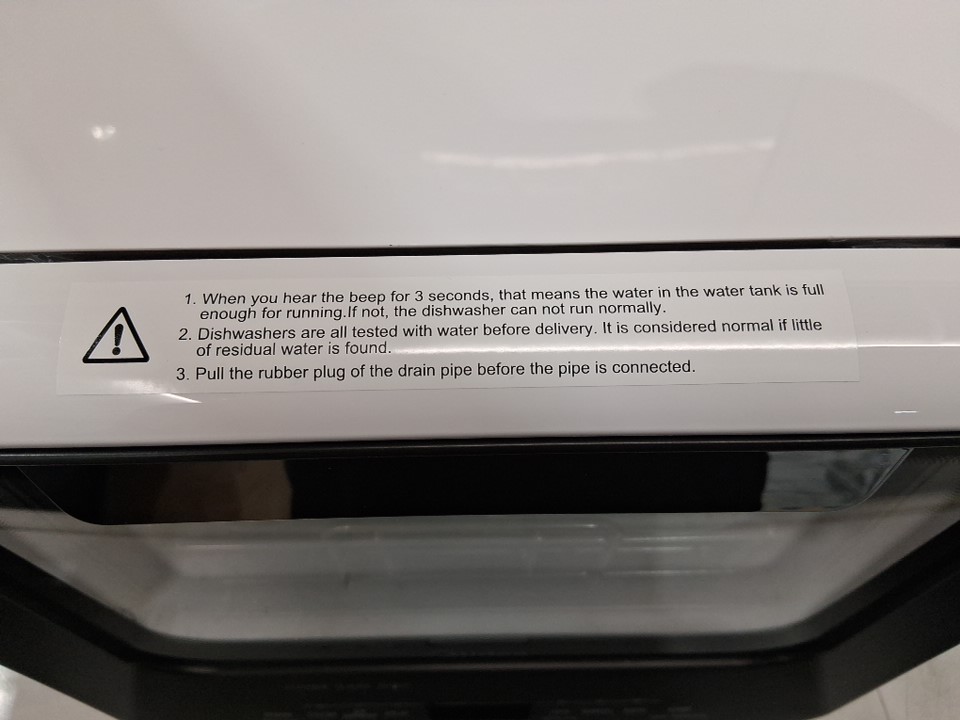 1. When you hear the beep for 3 seconds, that means the water in the water tank is full
enough for running.If not, the dishwasher can not run normally.
2. Dishwashers are all tested with water before delivery. It is considered normal if little
of residual water is found.
3. Pull the rubber plug of the drain pipe before the pipe is connected.